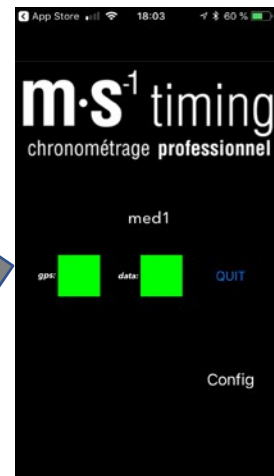 App Store 18:03 60 %
m·s⁻¹ timing
chronométrage professionnel
med1
gps: data: QUIT
Config